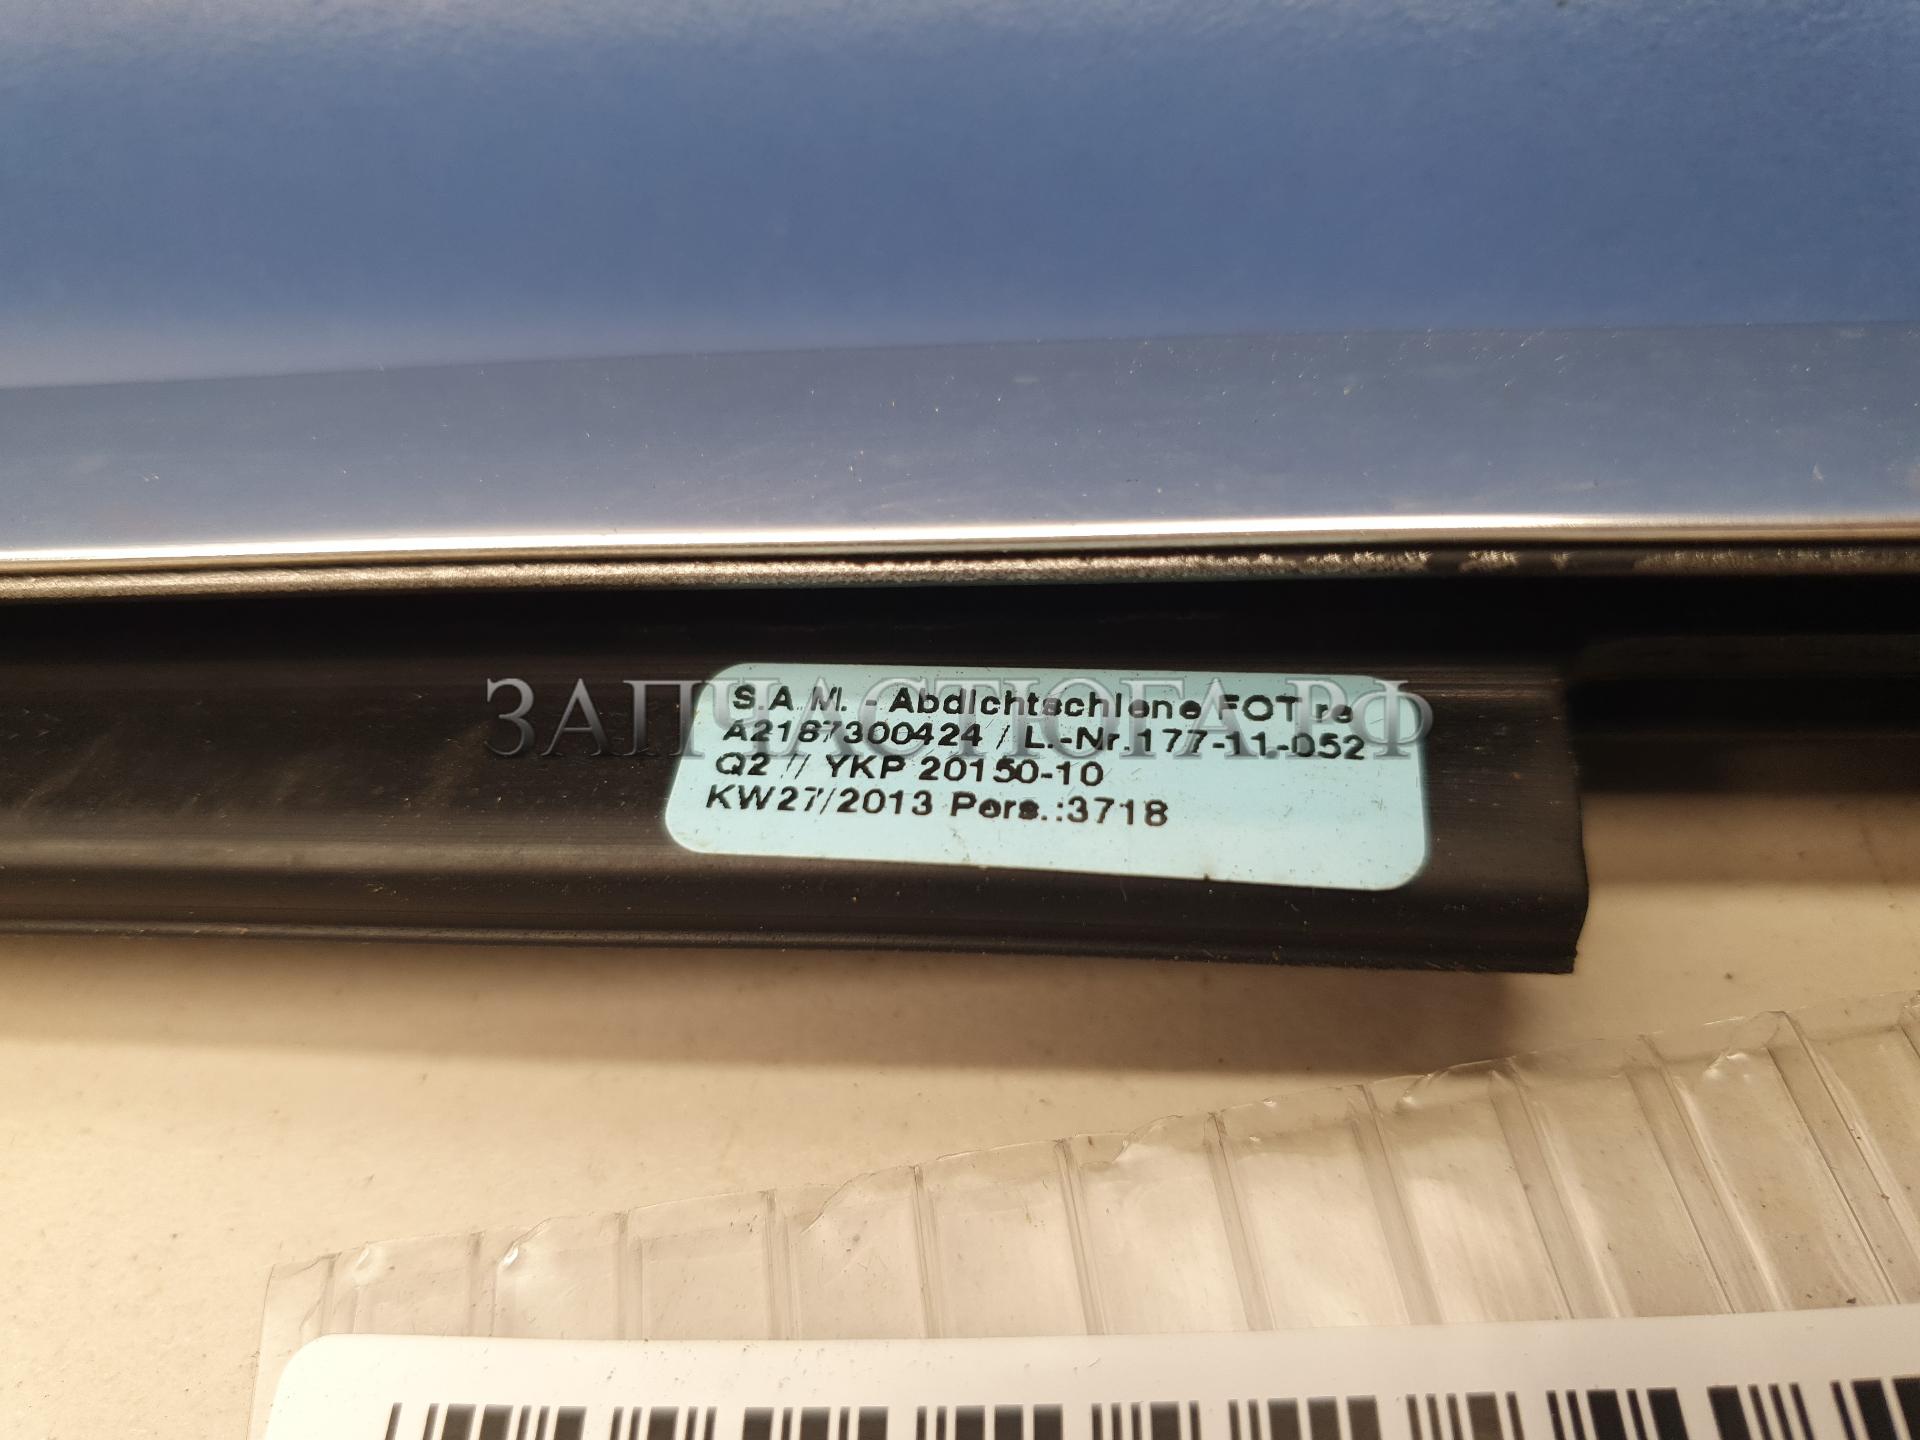 S.A.M. - Abdichtschiene FOT re
A2187300424 / L.-Nr.177-11-052
Q2 // YKP 20150-10
KW27/2013 Pers.:3718
ЗАПЧАСТЮГА.РФ